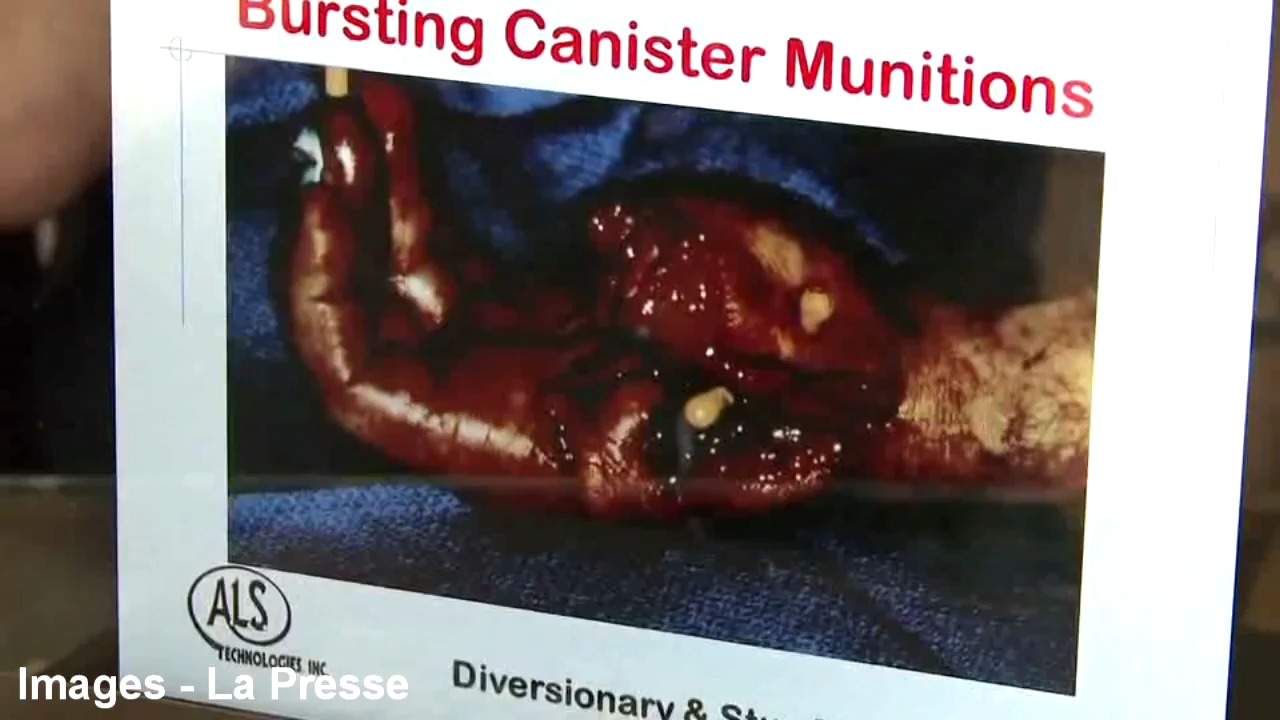 Bursting Canister Munitions
ALS
TECHNOLOGIES INC.
Images - La Presse
Diversionary &